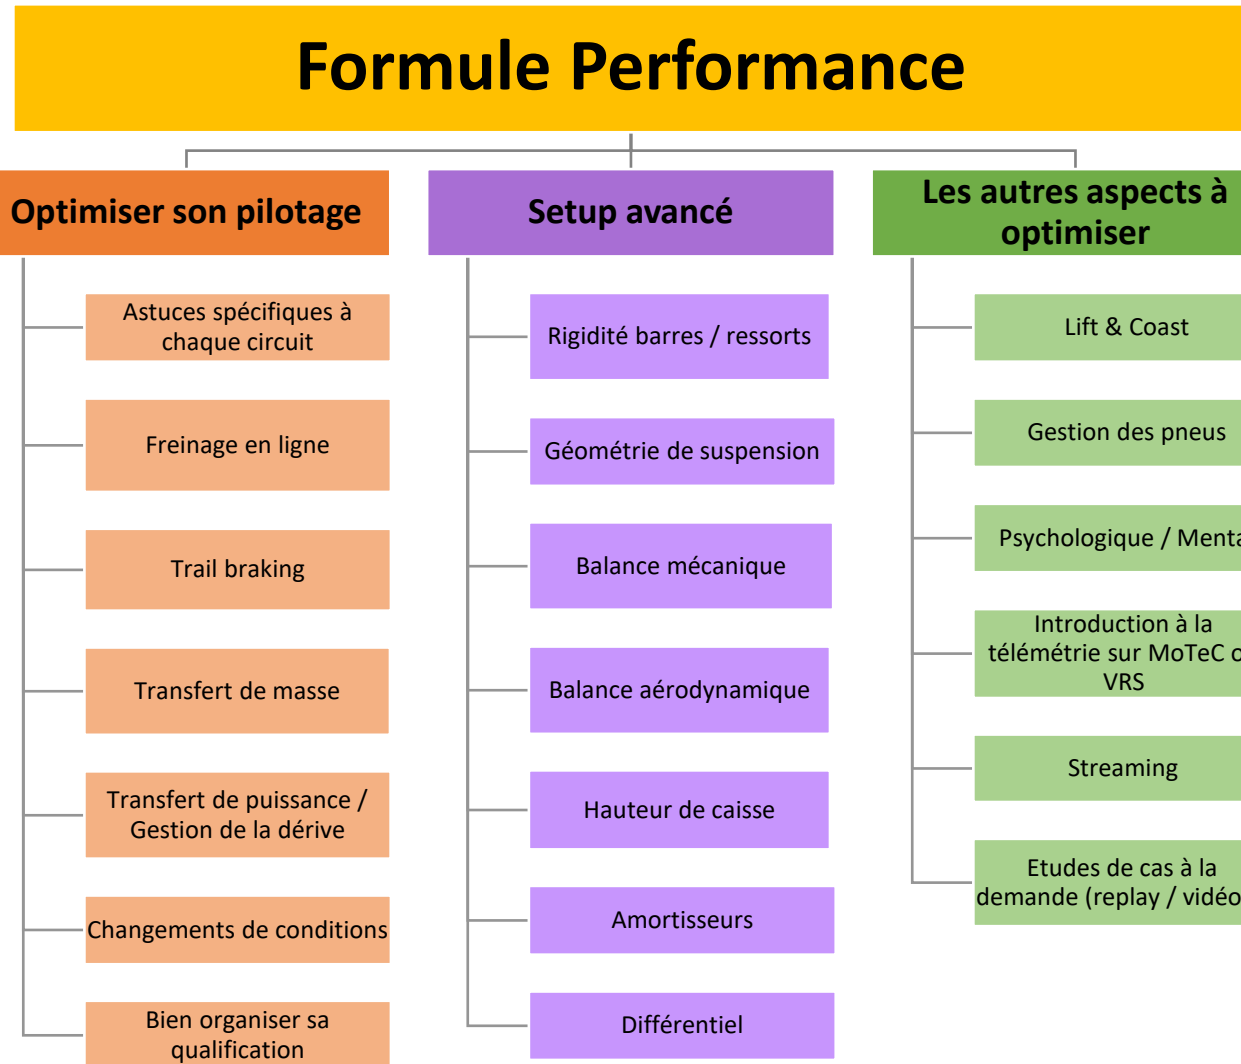 Formule Performance
Optimiser son pilotage
Astuces spécifiques à
chaque circuit
Freinage en ligne
Trail braking
Transfert de masse
Transfert de puissance /
Gestion de la dérive
Changements de conditions
Bien organiser sa
qualification
Setup avancé
Rigidité barres / ressorts
Géométrie de suspension
Balance mécanique
Balance aérodynamique
Hauteur de caisse
Amortisseurs
Différentiel
Les autres aspects à
optimiser
Lift & Coast
Gestion des pneus
Psychologique /
Introduction à la
télémétrie sur MoTeC
VRS
Streaming
Etudes de cas à la
demande (replay / vidéo